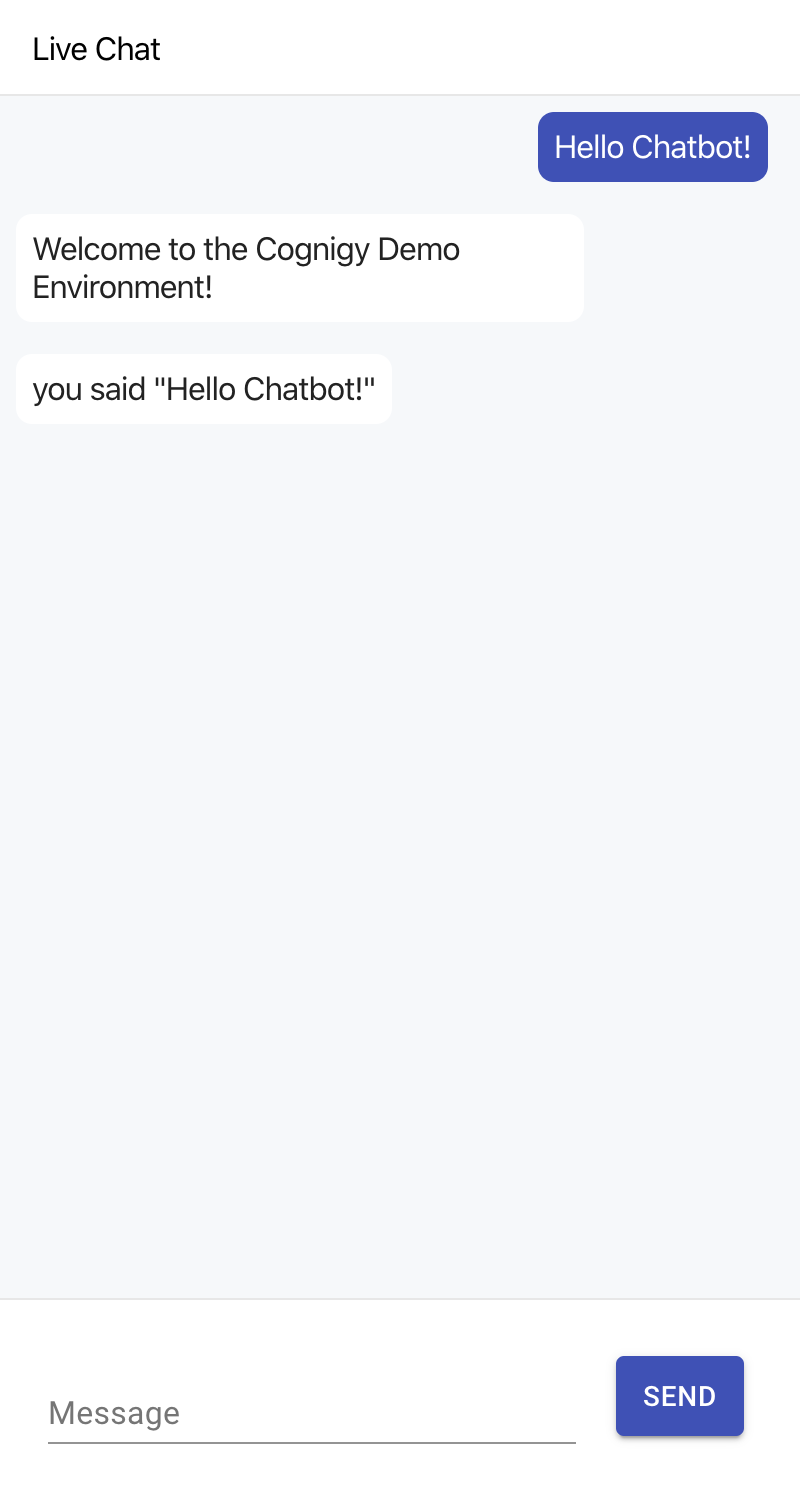 Live Chat
Hello Chatbot!
Welcome to the Cognigy Demo
Environment!
you said "Hello Chatbot!"
Message
SEND